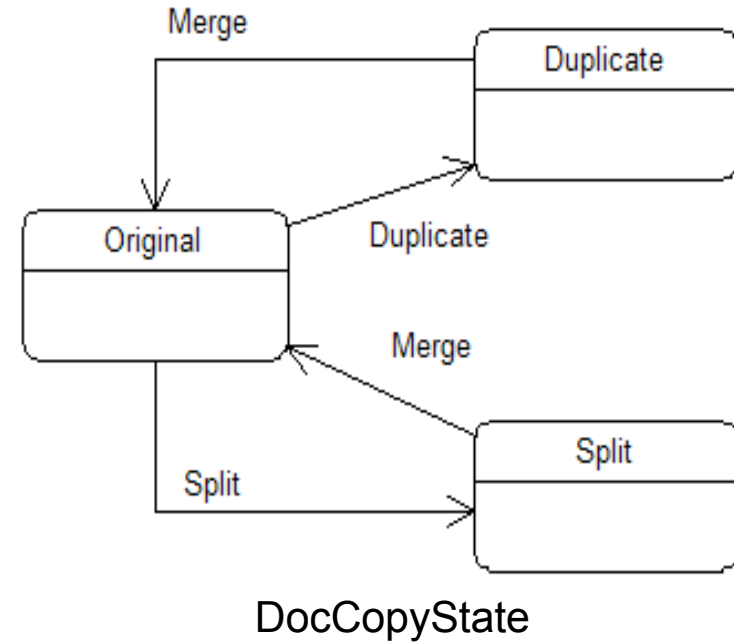 Merge
Duplicate
Original
Duplicate
Merge
Split
Split
DocCopyState